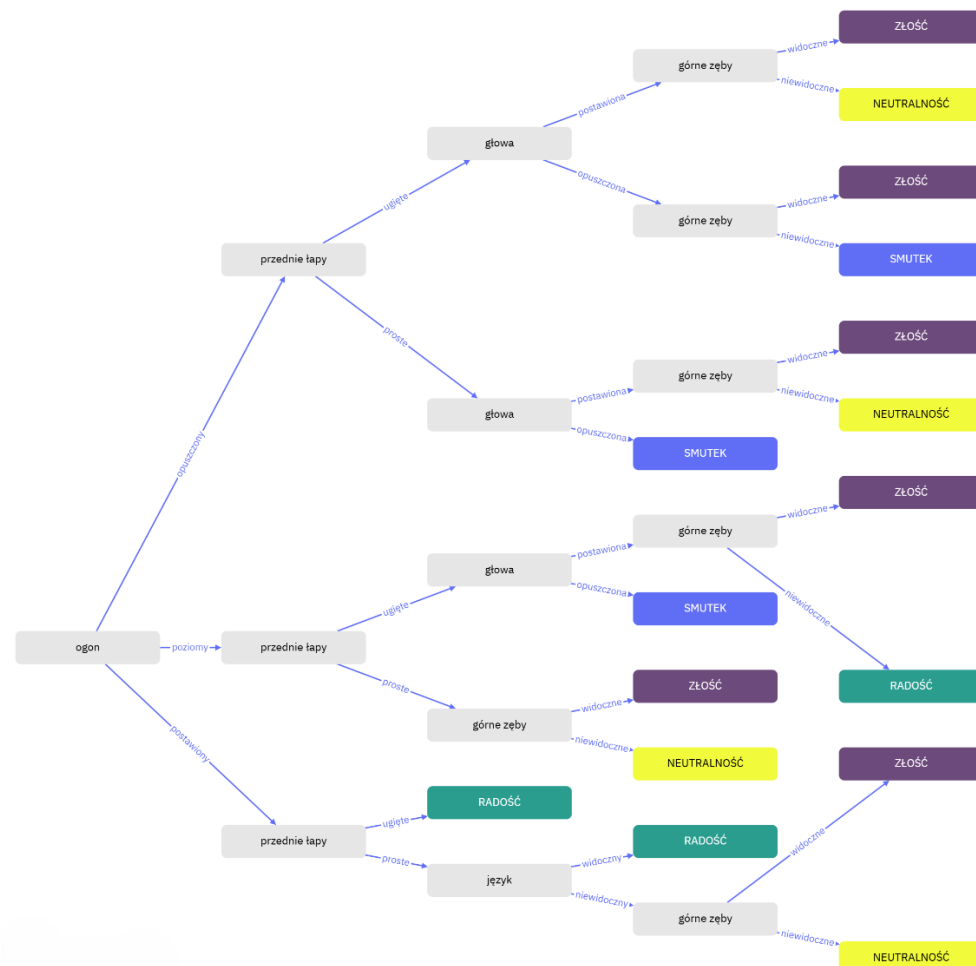 ZŁOŚĆ
widoczne
górne zęby
niewidoczne
NEUTRALNOŚĆ
postawiona
głowa
opuszczona
ZŁOŚĆ
widoczne
górne zęby
niewidoczne
SMUTEK
ugięte
przednie łapy
proste
ZŁOŚĆ
widoczne
górne zęby
niewidoczne
postawiona
NEUTRALNOŚĆ
głowa
opuszczona
SMUTEK
opuszczony
ZŁOŚĆ
widoczne
górne zęby
postawiona
głowa
opuszczona
niewidoczne
SMUTEK
ugięte
ogon
poziomy
przednie łapy
proste
ZŁOŚĆ
RADOŚĆ
widoczne
górne zęby
niewidoczne
NEUTRALNOŚĆ
ZŁOŚĆ
postawiony
RADOŚĆ
ugięte
przednie łapy
proste
RADOŚĆ
widoczny
język
niewidoczny
widoczne
górne zęby
niewidoczne
NEUTRALNOŚĆ